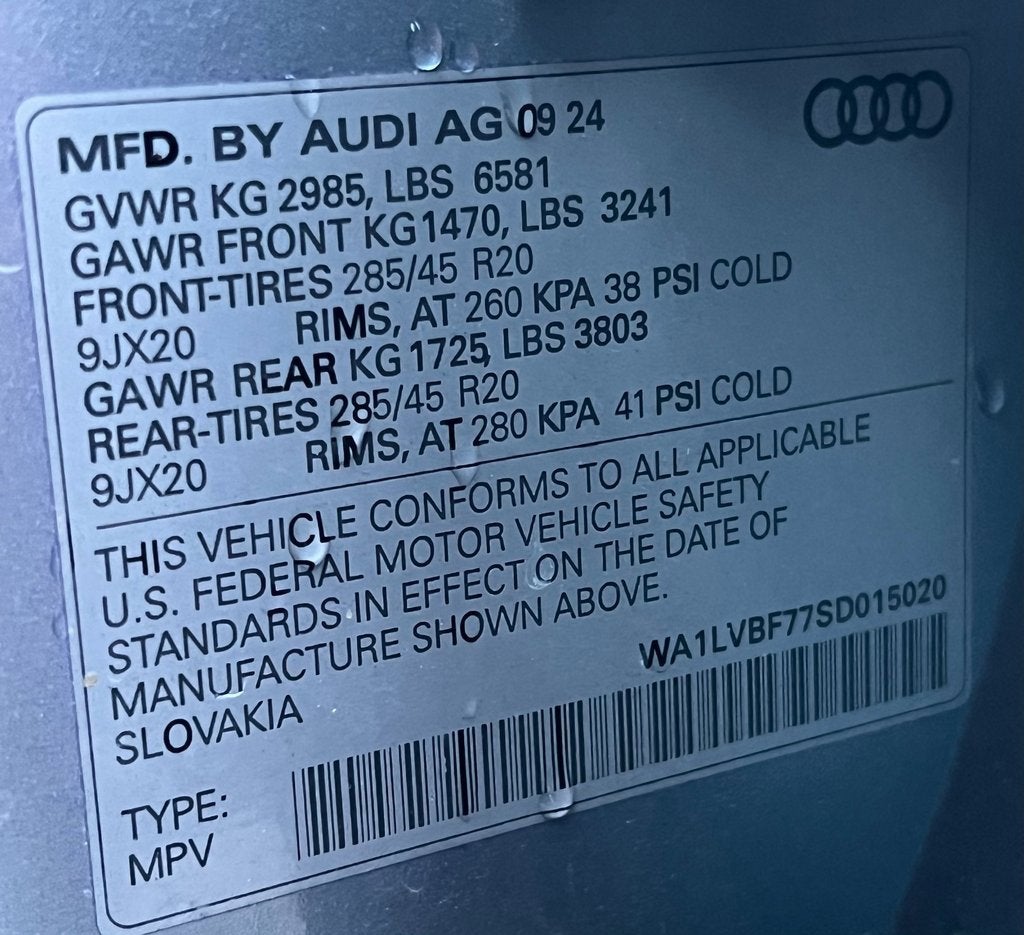 MFD. BY AUDI AG 09 24
GVWR KG 2985, LBS 6581
GAWR FRONT KG1470, LBS 3241
FRONT-TIRES 285/45 R20
9JX20 RIMS, AT 260 KPA 38 PSI COLD
GAWR REAR KG 1725, LBS 3803
REAR-TIRES 285/45 R20
9JX20 RIMS, AT 280 KPA 41 PSI COLD
THIS VEHICLE CONFORMS TO ALL APPLICABLE
U.S. FEDERAL MOTOR VEHICLE SAFETY
STANDARDS IN EFFECT ON THE DATE OF
MANUFACTURE SHOWN ABOVE.
SLOVAKIA
WA1LVBF77SD015020
TYPE:
MPV